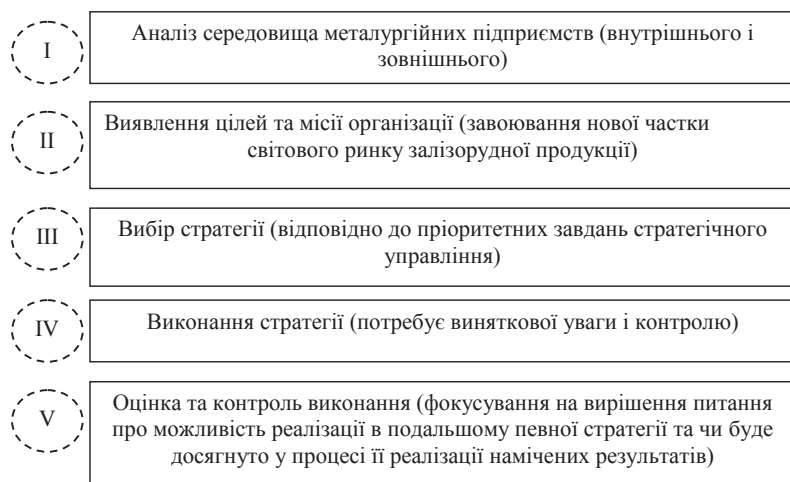 I
Аналіз середовища металургійних підприємств (внутрішнього і
зовнішнього)
II
Виявлення цілей та місії організації (завоювання нової частки
світового ринку залізорудної продукції)
III
Вибір стратегії (відповідно до пріоритетних завдань стратегічного
управління)
IV
Виконання стратегії (потребує виняткової уваги і контролю)
V
Оцінка та контроль виконання (фокусування на вирішення питання
про можливість реалізації в подальшому певної стратегії та чи буде
досягнуто у процесі її реалізації намічених результатів)